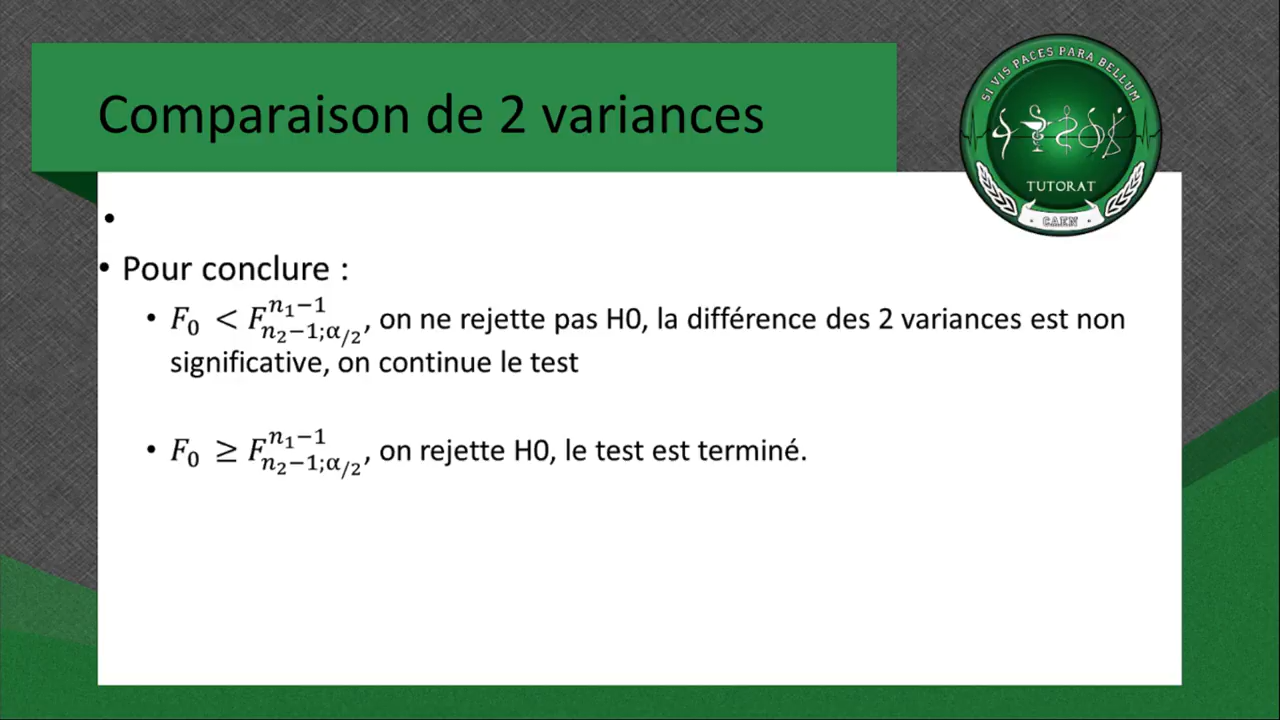 Comparaison de 2 variances
SI VIS PACES PARA BELLUM
TUTORAT
· CAEN ·
•
• Pour conclure :
• F₀ < F^{n₁−1}_{n₂−1;α/2}, on ne rejette pas H0, la différence des 2 variances est non
significative, on continue le test
• F₀ ≥ F^{n₁−1}_{n₂−1;α/2}, on rejette H0, le test est terminé.